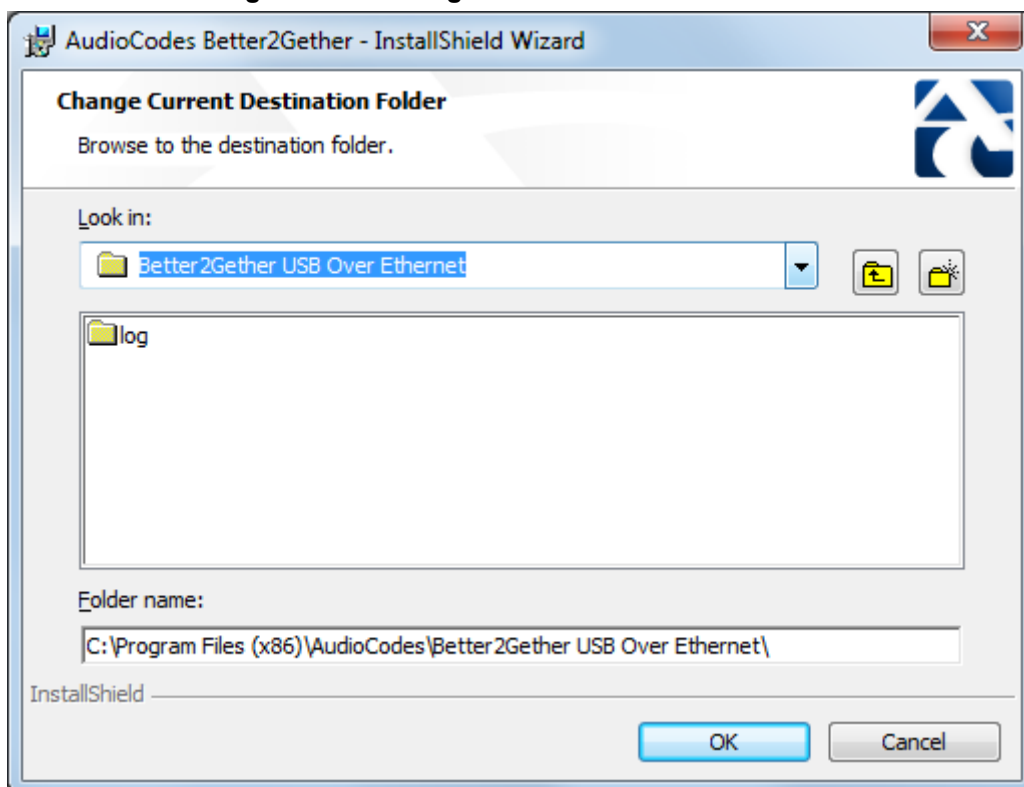 AudioCodes Better2Gether - InstallShield Wizard
Change Current Destination Folder
Browse to the destination folder.
Look in:
Better2Gether USB Over Ethernet
log
Folder name:
C:\Program Files (x86)\AudioCodes\Better2Gether USB Over Ethernet\
InstallShield
OK Cancel